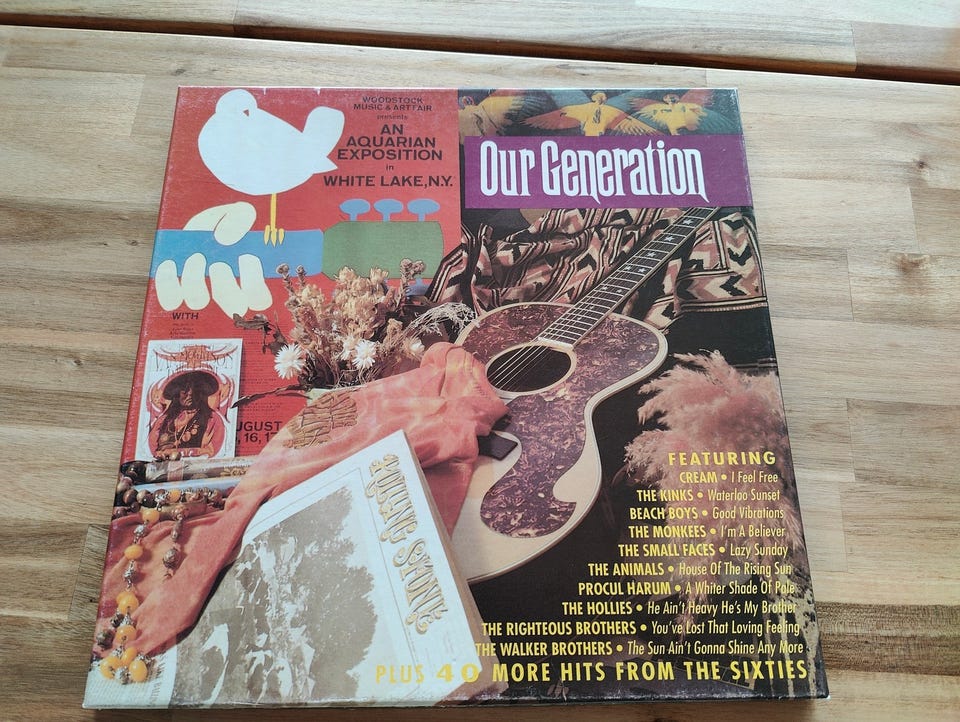 WOODSTOCK
MUSIC & ART FAIR
presents
AN
AQUARIAN
EXPOSITION
in
WHITE LAKE, N.Y.
WITH
Our Generation
VAN MORRISON
UGUST
, 16, 17
ROLLING STONE
FEATURING
CREAM • I Feel Free
THE KINKS • Waterloo Sunset
BEACH BOYS • Good Vibrations
THE MONKEES • I'm A Believer
THE SMALL FACES • Lazy Sunday
THE ANIMALS • House Of The Rising Sun
PROCUL HARUM • A Whiter Shade Of Pale
THE HOLLIES • He Ain't Heavy He's My Brother
THE RIGHTEOUS BROTHERS • You've Lost That Loving Feeling
THE WALKER BROTHERS • The Sun Ain't Gonna Shine Any More
PLUS 40 MORE HITS FROM THE SIXTIES